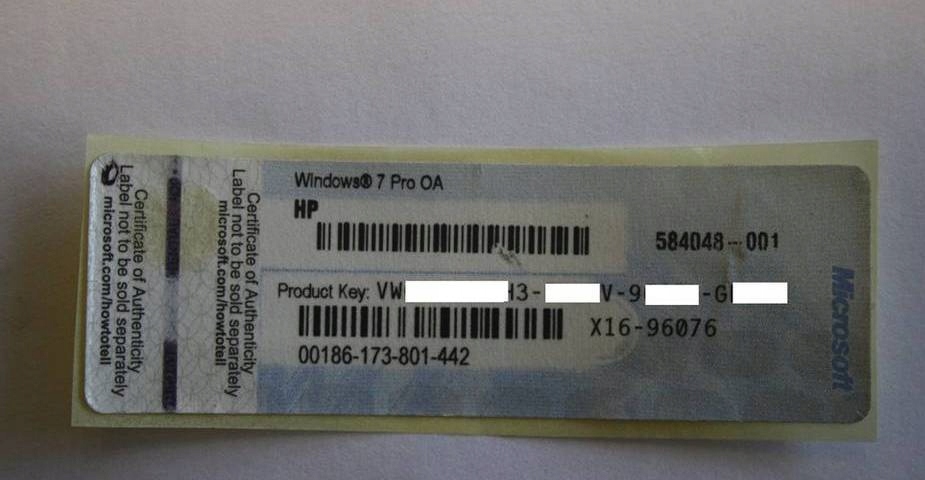 Certificate of Authenticity
Label not to be sold separately
microsoft.com/howtotell
Certificate of Authenticity
Label not to be sold separately
microsoft.com/howtotell
Windows® 7 Pro OA
HP
584048-001
Product Key: VW H3- V-9 -G
X16-96076
00186-173-801-442
Microsoft